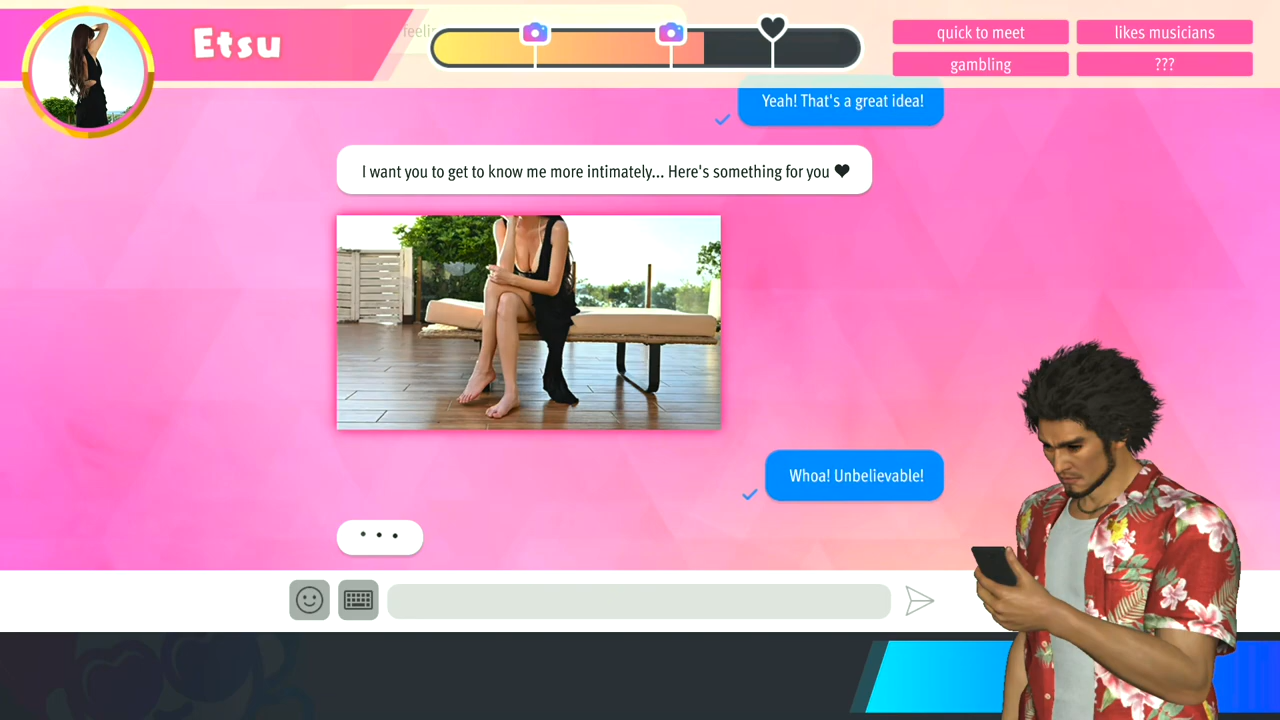 Etsu
quick to meet
likes musicians
gambling
???
Yeah! That's a great idea!
I want you to get to know me more intimately... Here's something for you ♥
Whoa! Unbelievable!
• • •